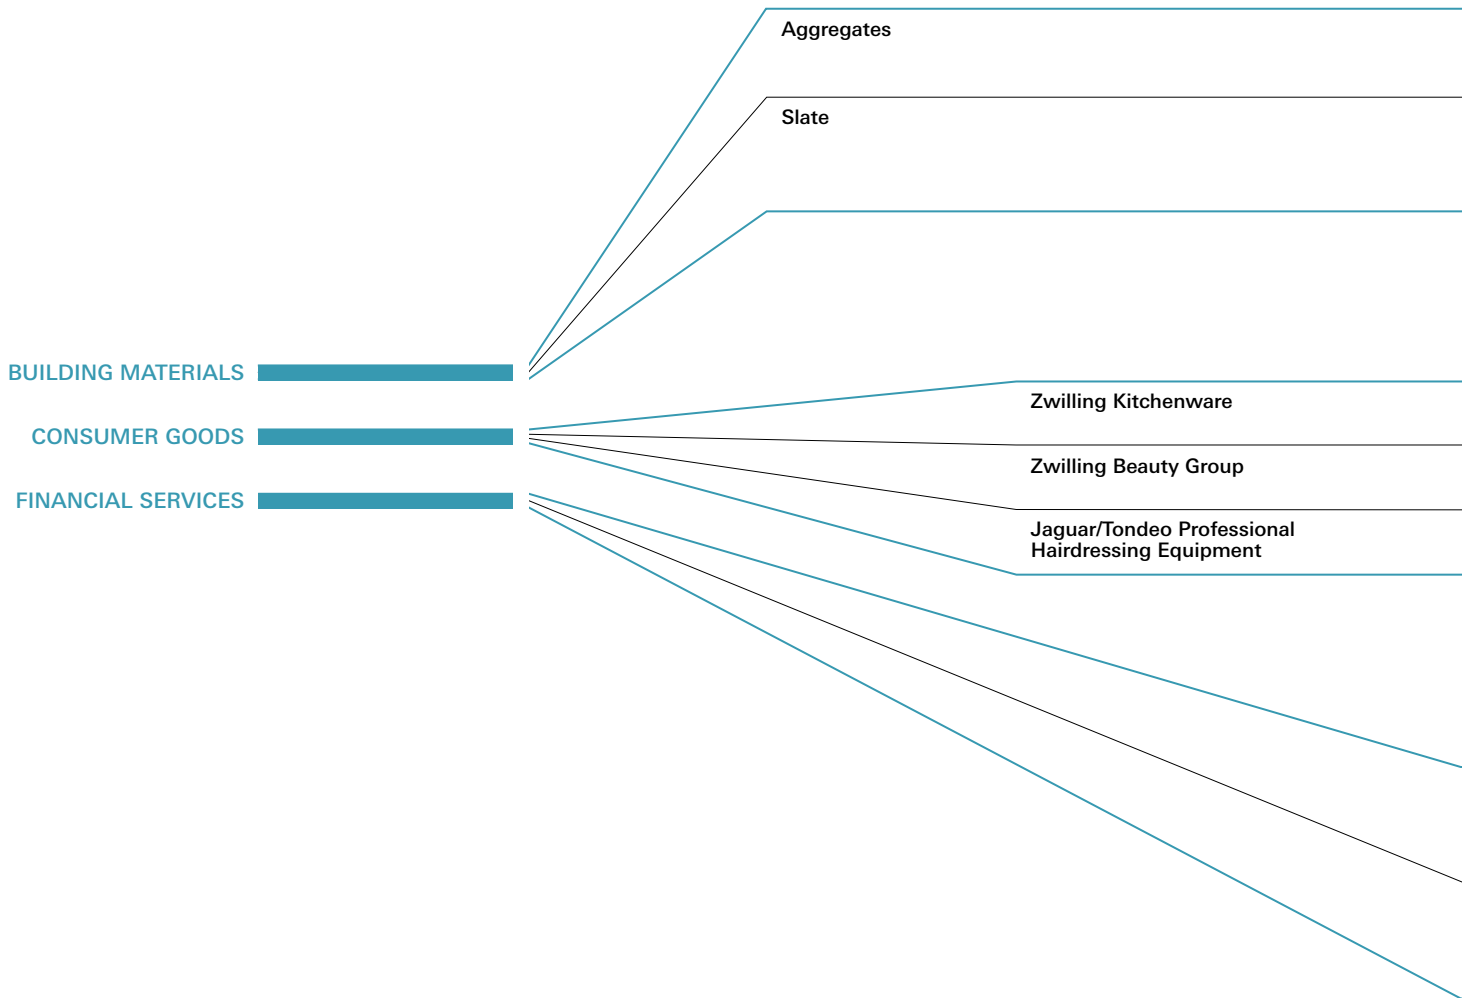 Aggregates
Slate
BUILDING MATERIALS
Zwilling Kitchenware
CONSUMER GOODS
Zwilling Beauty Group
FINANCIAL SERVICES
Jaguar/Tondeo Professional
Hairdressing Equipment